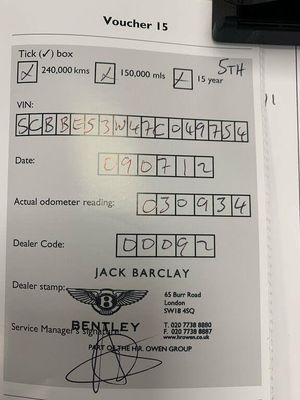 Voucher 15
Tick (✓) box
5TH
240,000 kms
150,000 mls
15 year
VIN:
SCBBE53W47C049754
Date:
090712
Actual odometer reading: 030934
Dealer Code: 00092
JACK BARCLAY
Dealer stamp:
B
65 Burr Road
London
SW18 4SQ
BENTLEY
T. 020 7738 8880
F. 020 7738 8887
www.hrowen.co.uk
Service Manager's signature
PART OF THE H.R. OWEN GROUP